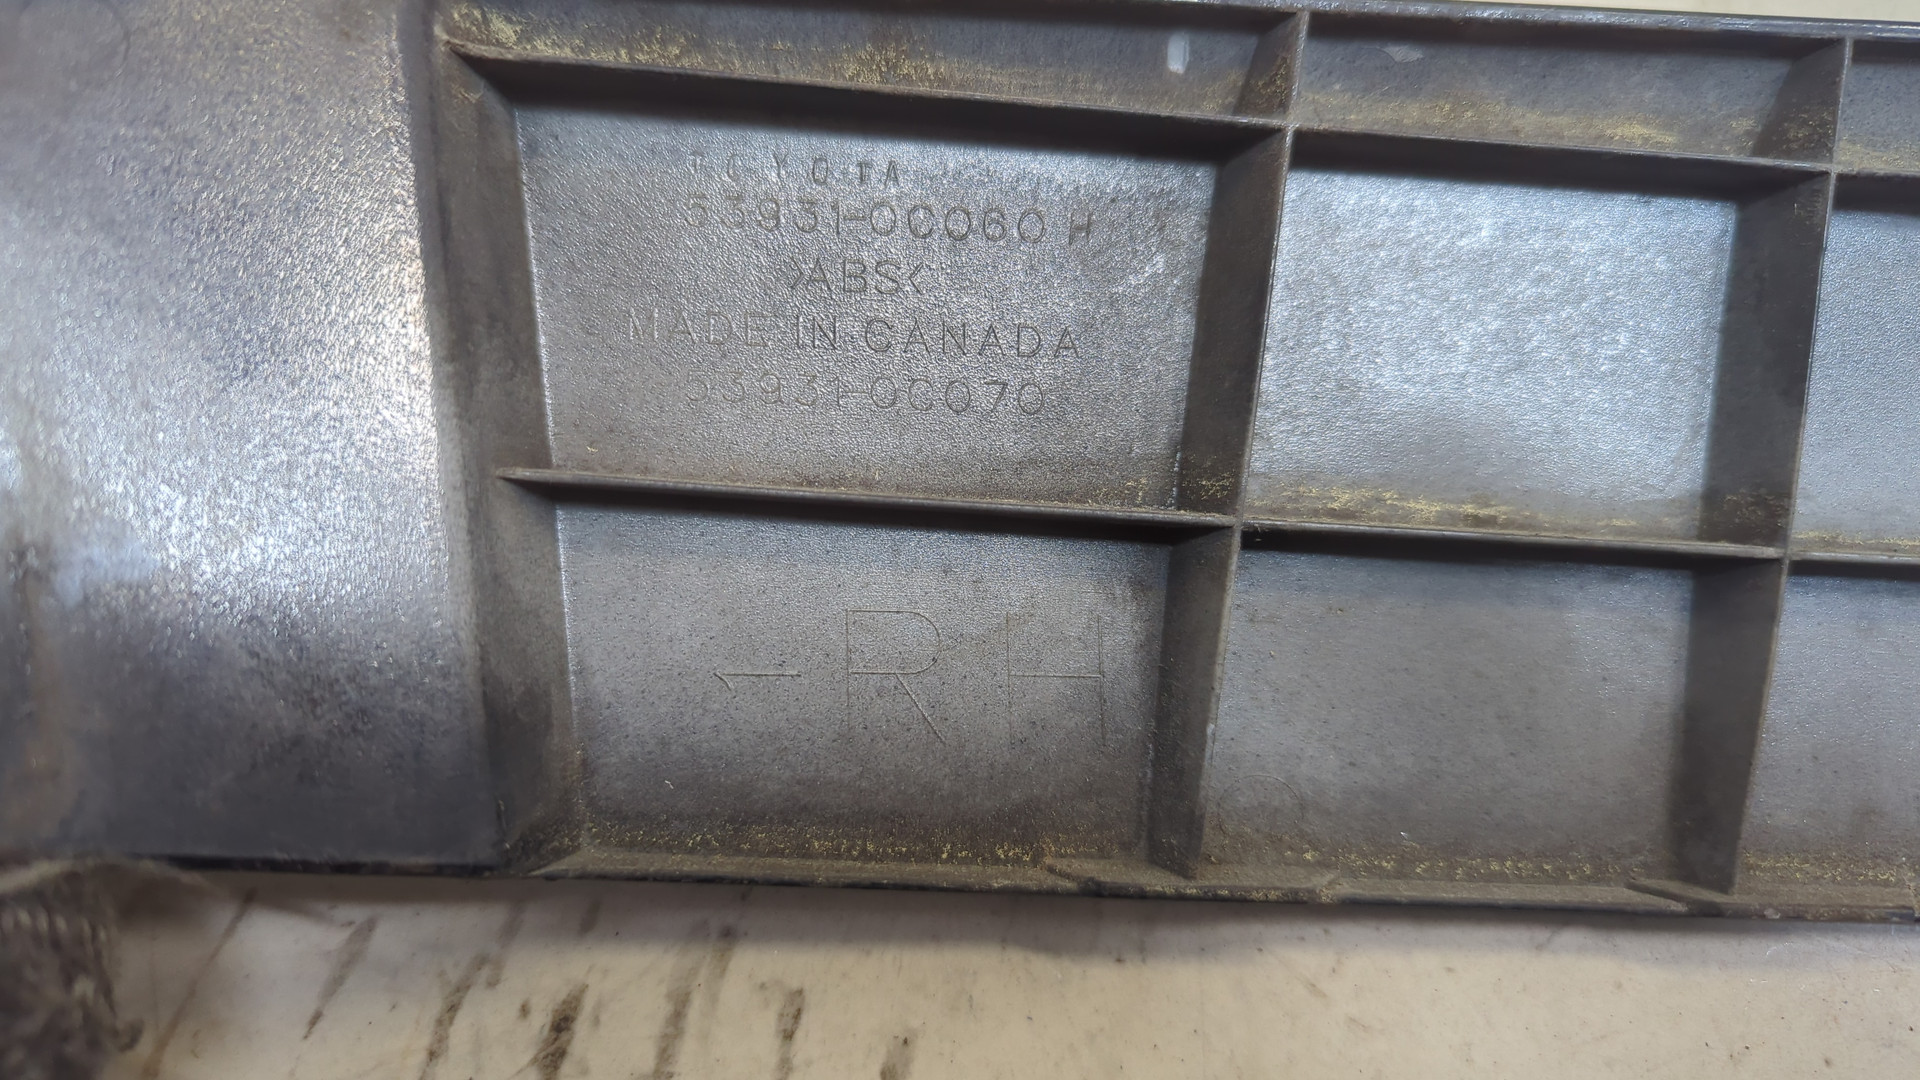 TOYOTA
53931-0C060 H
>ABS<
MADE IN CANADA
53931-0C070
←RH